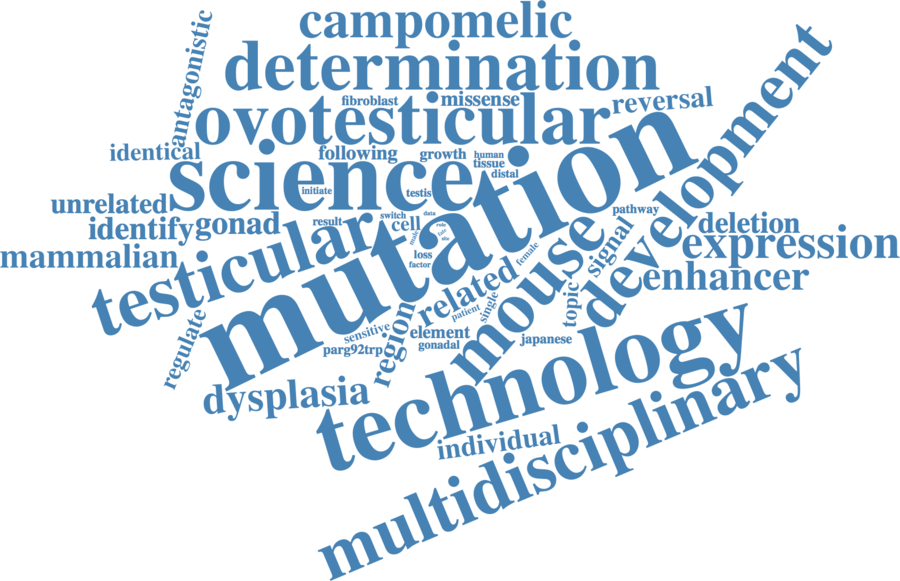 campomelic
antagonistic
determination
fibroblast
missense
reversal
development
ovotesticular
identical
following
growth
human
tissue
distal
science
initiate
testis
unrelated
mutation
identify
gonad
result
switch
data
cell
pathway
deletion
mammalian
testicular
male
loss
factor
female
mouse
signal
expression
enhancer
related
patient
single
topic
regulate
sensitive
region
element
gonadal
parg92trp
japanese
dysplasia
technology
individual
multidisciplinary